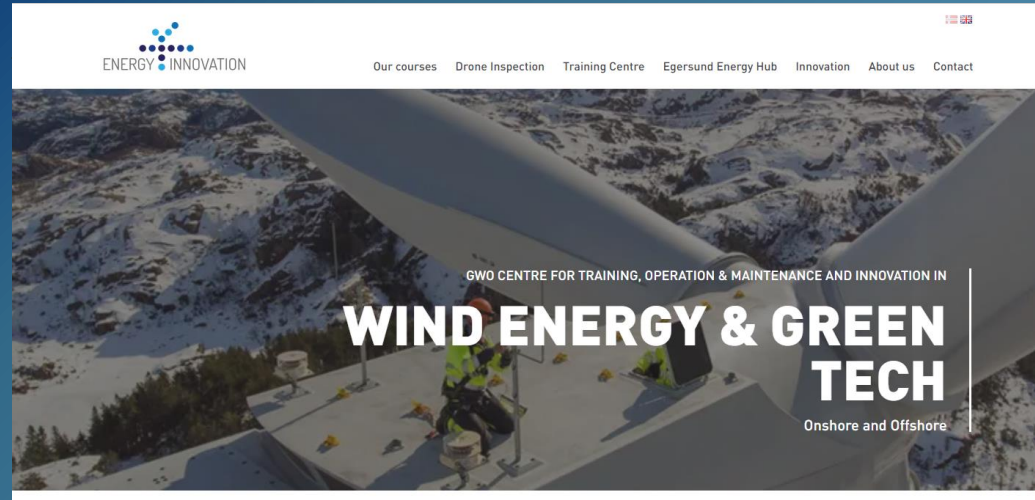 ENERGY INNOVATION
Our courses Drone Inspection Training Centre Egersund Energy Hub Innovation About us Contact
GWO CENTRE FOR TRAINING, OPERATION & MAINTENANCE AND INNOVATION IN
WIND ENERGY & GREEN
TECH
Onshore and Offshore